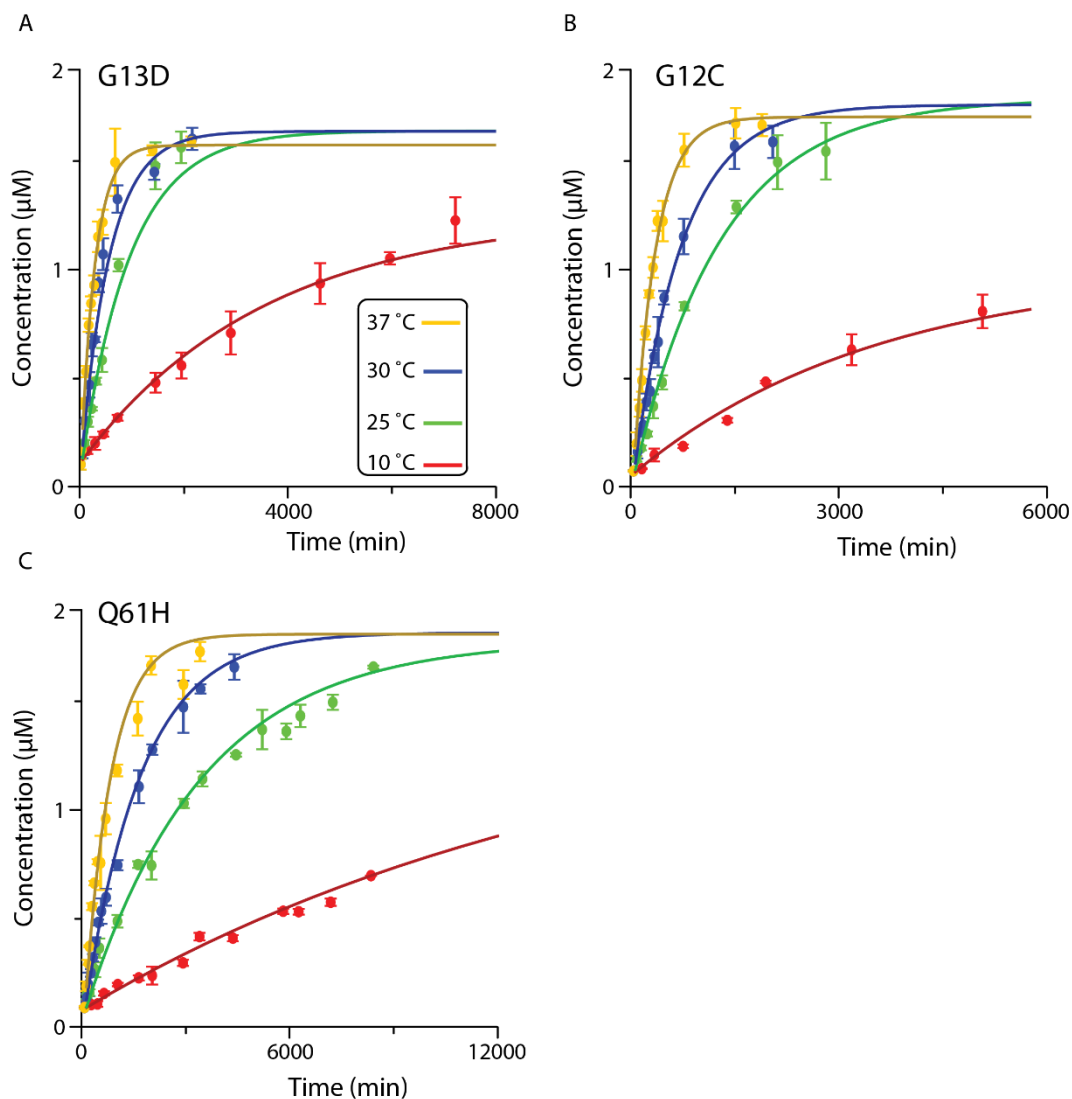 A
G13D
2
1
0
Concentration (µM)
0
4000
8000
Time (min)
37 ˚C
30 ˚C
25 ˚C
10 ˚C
B
G12C
2
1
0
Concentration (µM)
0
3000
6000
Time (min)
C
Q61H
2
1
0
Concentration (µM)
0
6000
12000
Time (min)